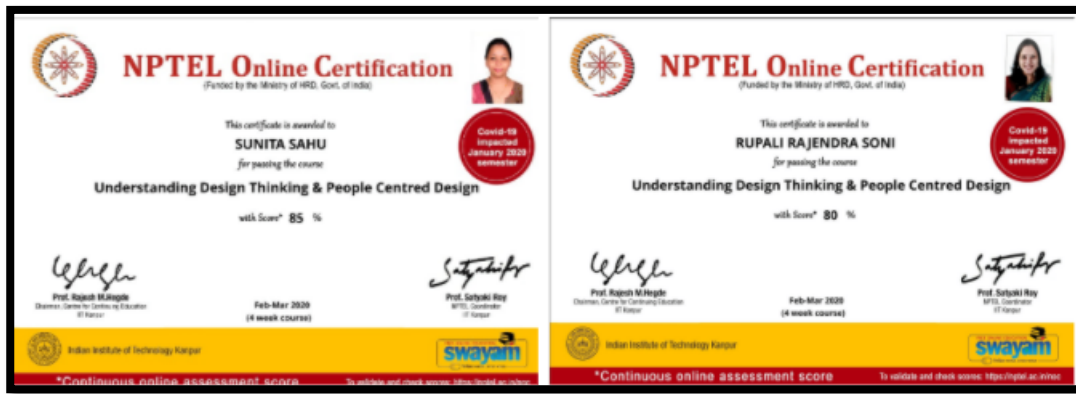 NPTEL Online Certification
(Funded by the Ministry of HRD, Govt. of India)
This certificate is awarded to
SUNITA SAHU
for passing the course
Understanding Design Thinking & People Centred Design
with Score* 85 %
Covid-19
impacted
January 2020
semester
Prof. Rajesh M.Hegde
Chairman, Centre for Continuing Education
IIT Kanpur
Feb-Mar 2020
(4 week course)
Prof. Satyaki Roy
NPTEL Coordinator
IIT Kanpur
Indian Institute of Technology Kanpur
swayam
*Continuous online assessment score
To validate and check scores: https://nptel.ac.in/noc
NPTEL Online Certification
(Funded by the Ministry of HRD, Govt. of India)
This certificate is awarded to
RUPALI RAJENDRA SONI
for passing the course
Understanding Design Thinking & People Centred Design
with Score* 80 %
Covid-19
impacted
January 2020
semester
Prof. Rajesh M.Hegde
Chairman, Centre for Continuing Education
IIT Kanpur
Feb-Mar 2020
(4 week course)
Prof. Satyaki Roy
NPTEL Coordinator
IIT Kanpur
Indian Institute of Technology Kanpur
swayam
*Continuous online assessment score
To validate and check scores: https://nptel.ac.in/noc